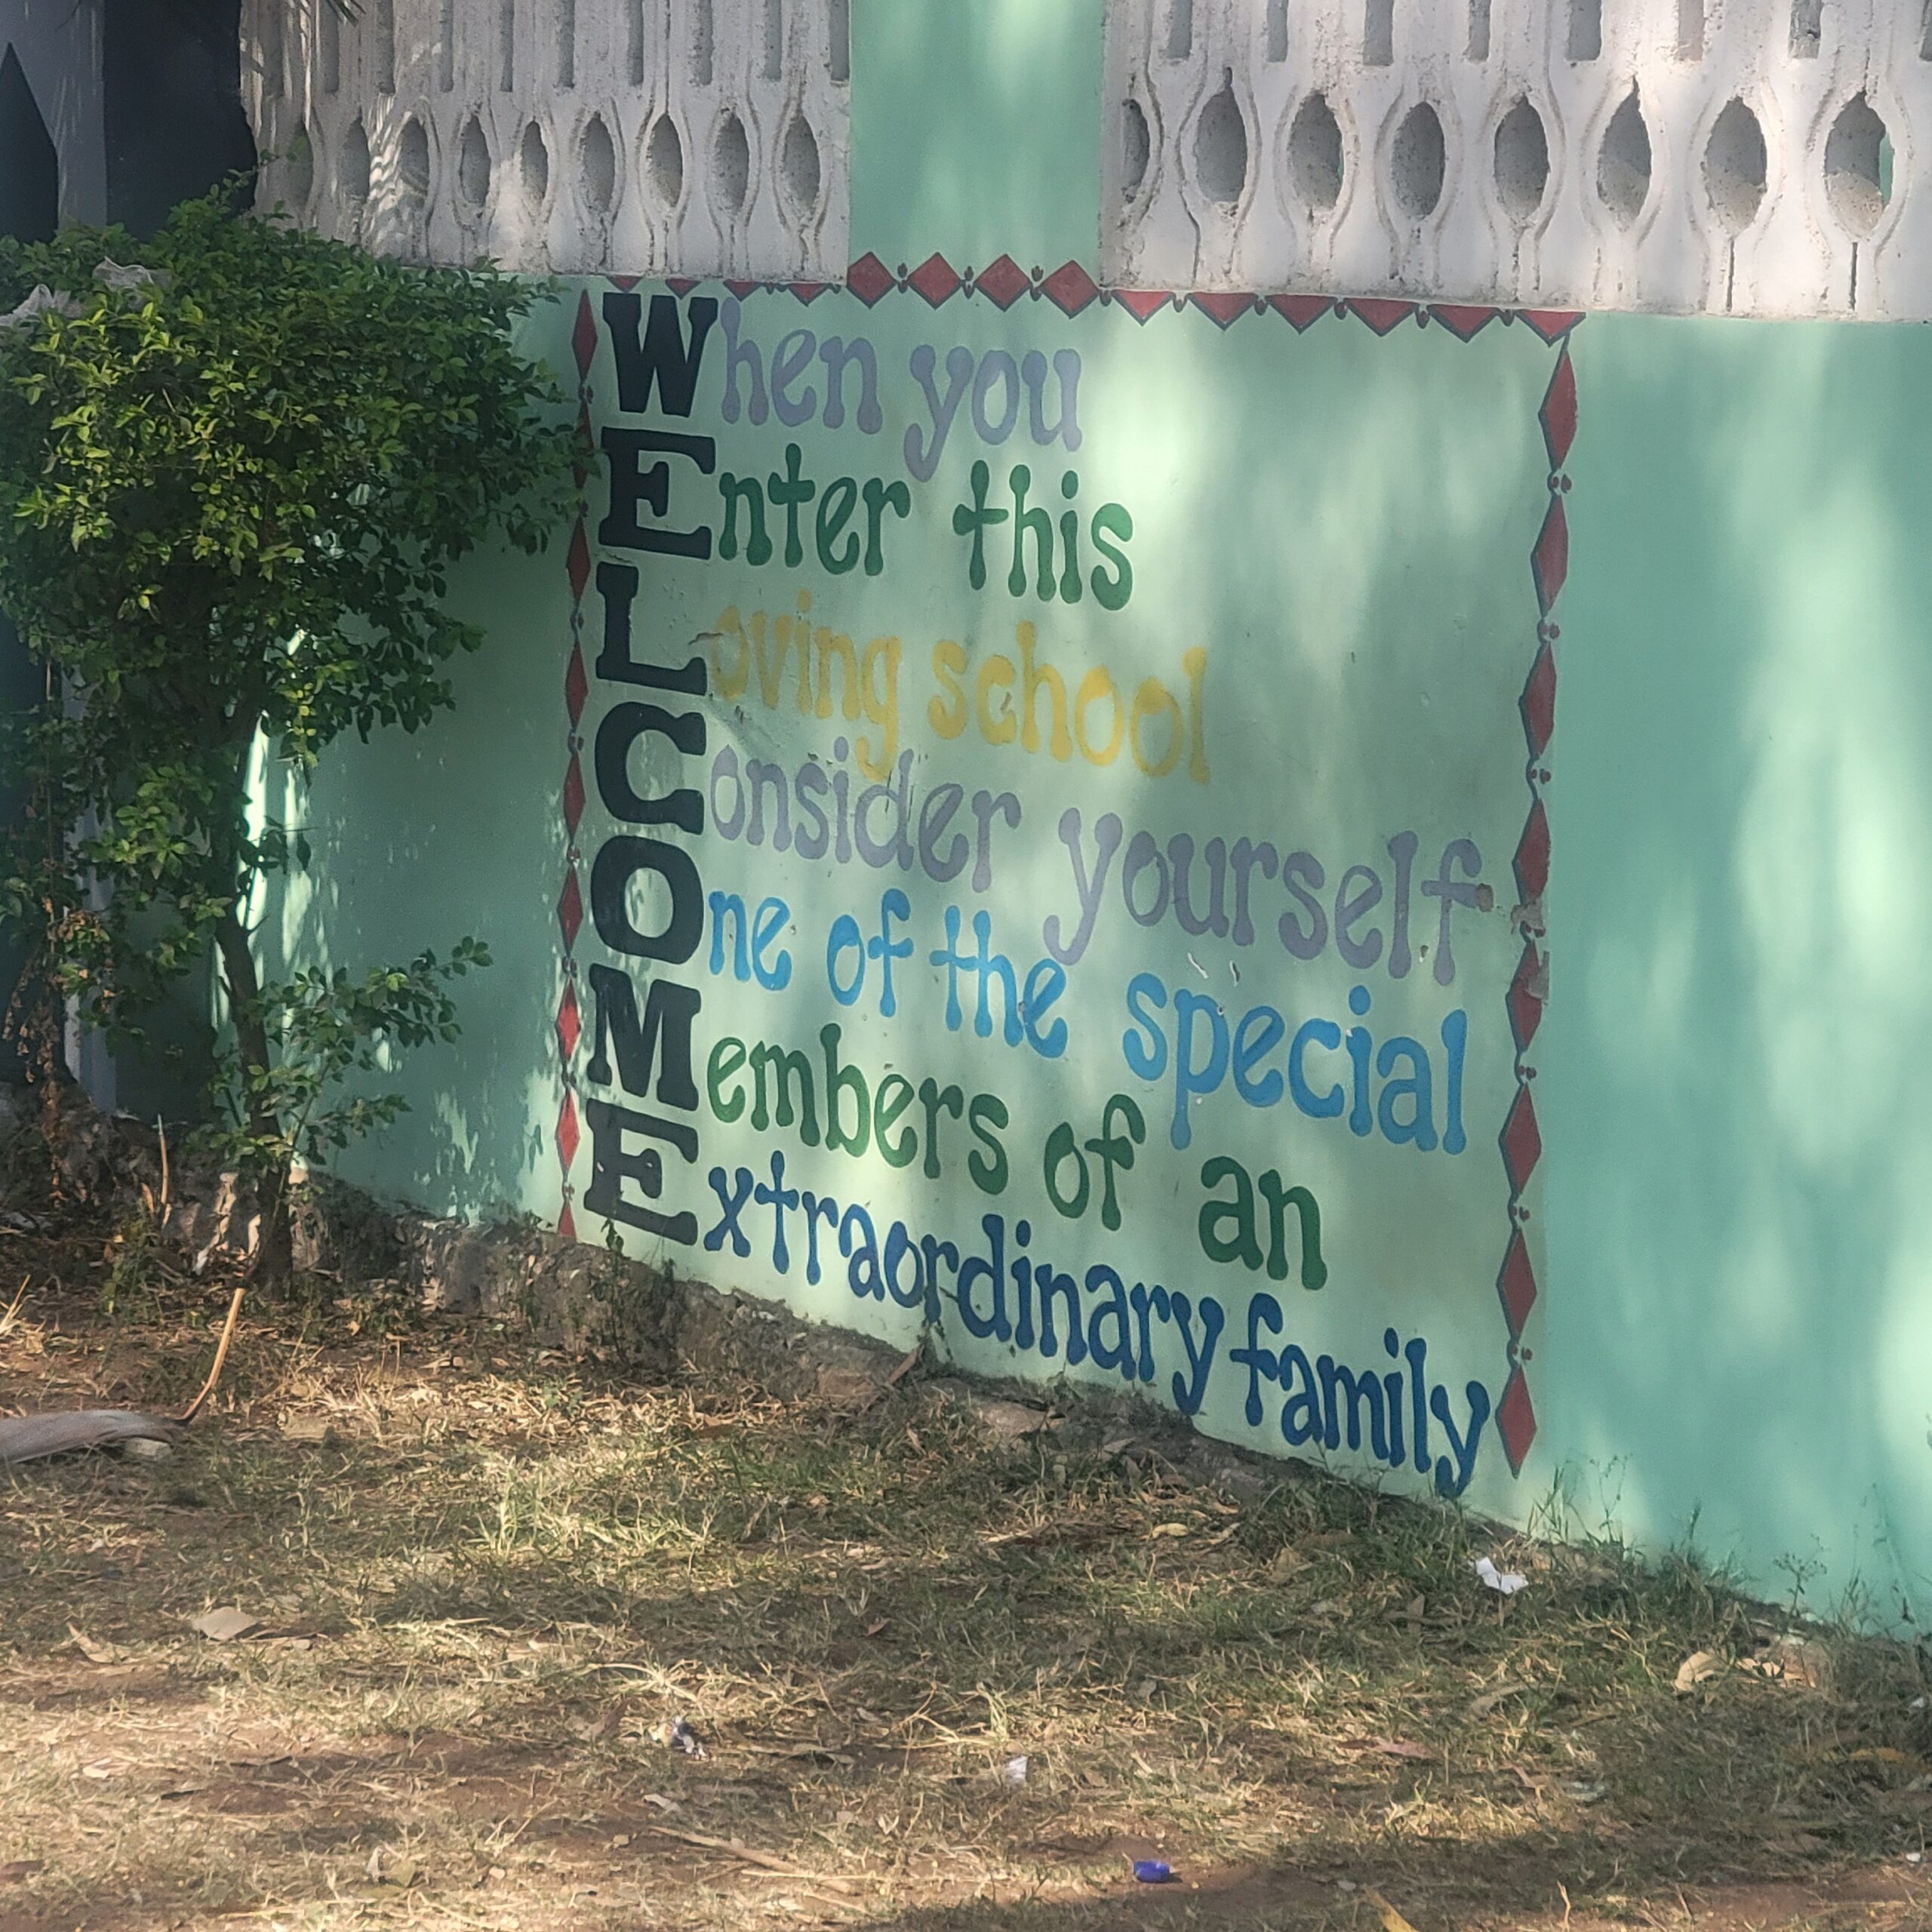 When you
Enter this
Loving school
Consider yourself
One of the special
Members of an
Extraordinary family